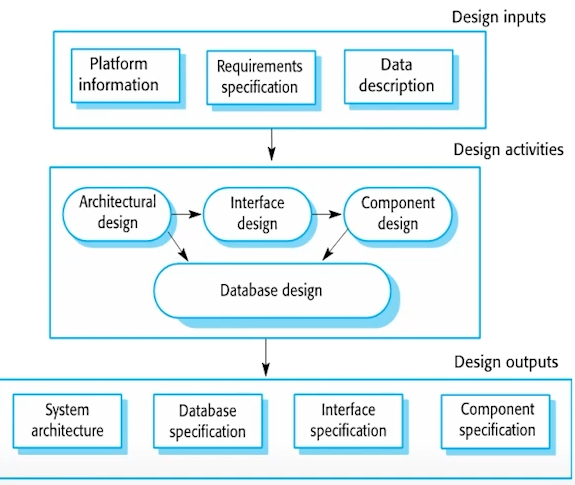 Design inputs
Platform
information
Requirements
specification
Data
description
Design activities
Architectural
design
Interface
design
Component
design
Database design
Design outputs
System
architecture
Database
specification
Interface
specification
Component
specification